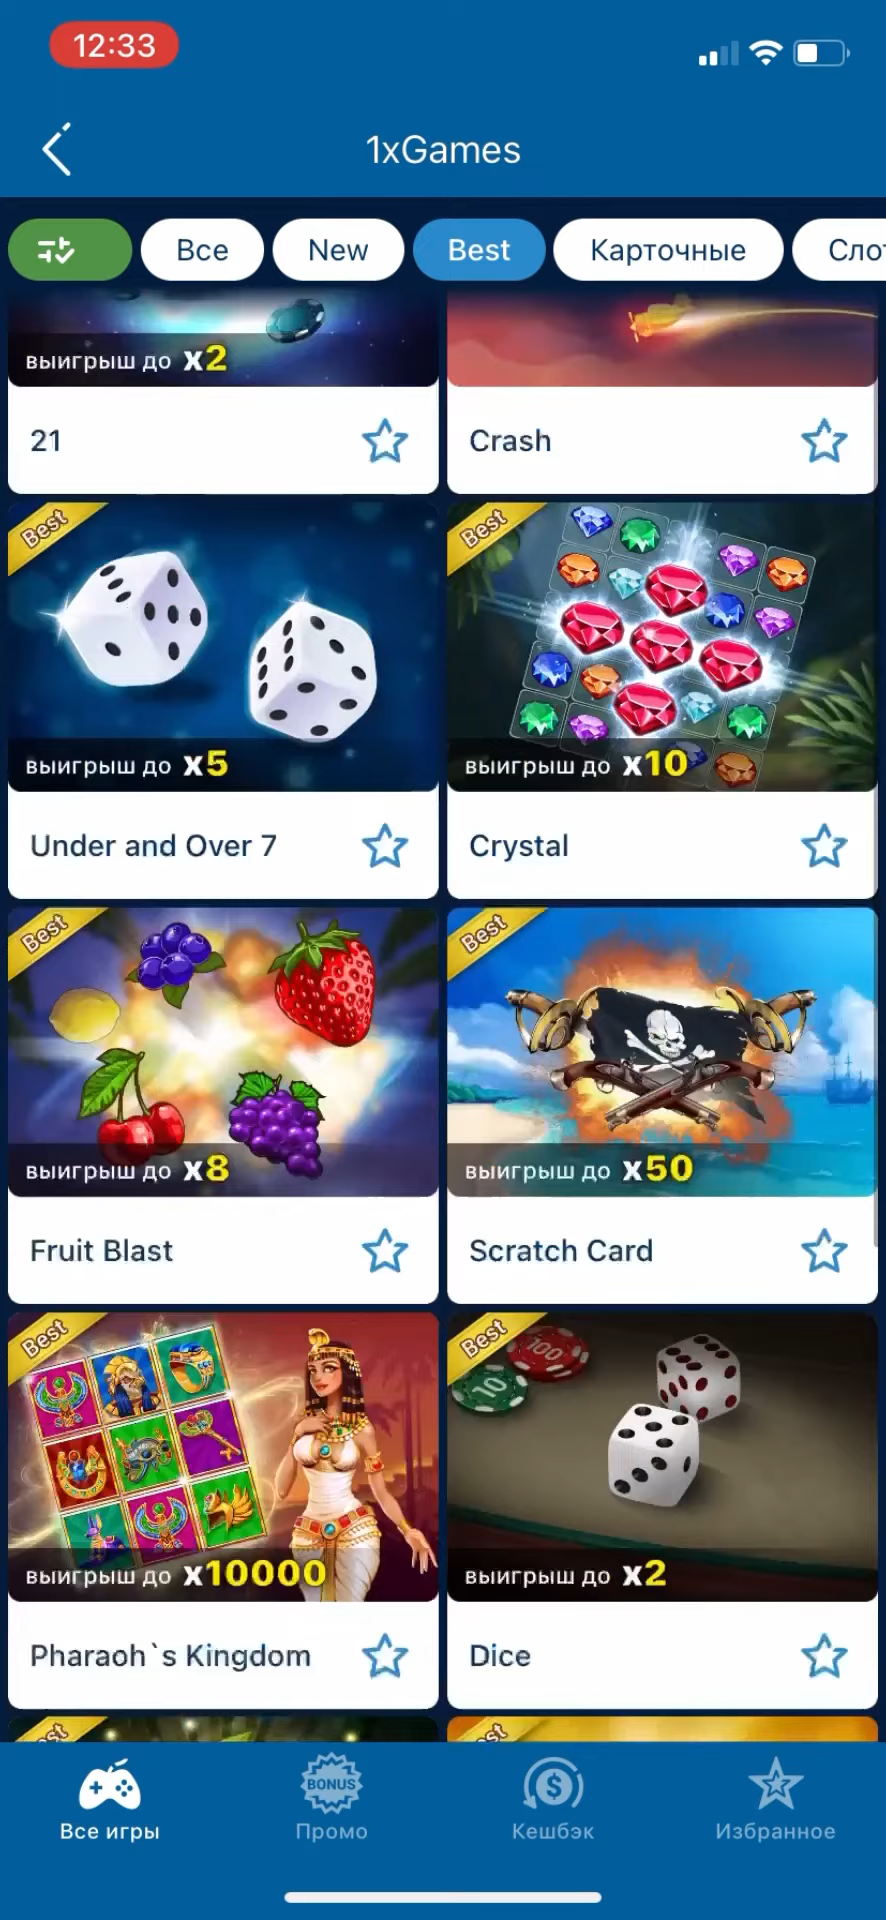 12:33
1xGames
Все
New
Best
Карточные
Сло
выигрыш до x2
21
Crash
Best
выигрыш до x5
Under and Over 7
Best
выигрыш до x10
Crystal
Best
выигрыш до x8
Fruit Blast
Best
выигрыш до x50
Scratch Card
Best
выигрыш до x10000
Pharaoh`s Kingdom
Best
100
10
выигрыш до x2
Dice
BONUS
Все игры
Промо
Кешбэк
Избранное